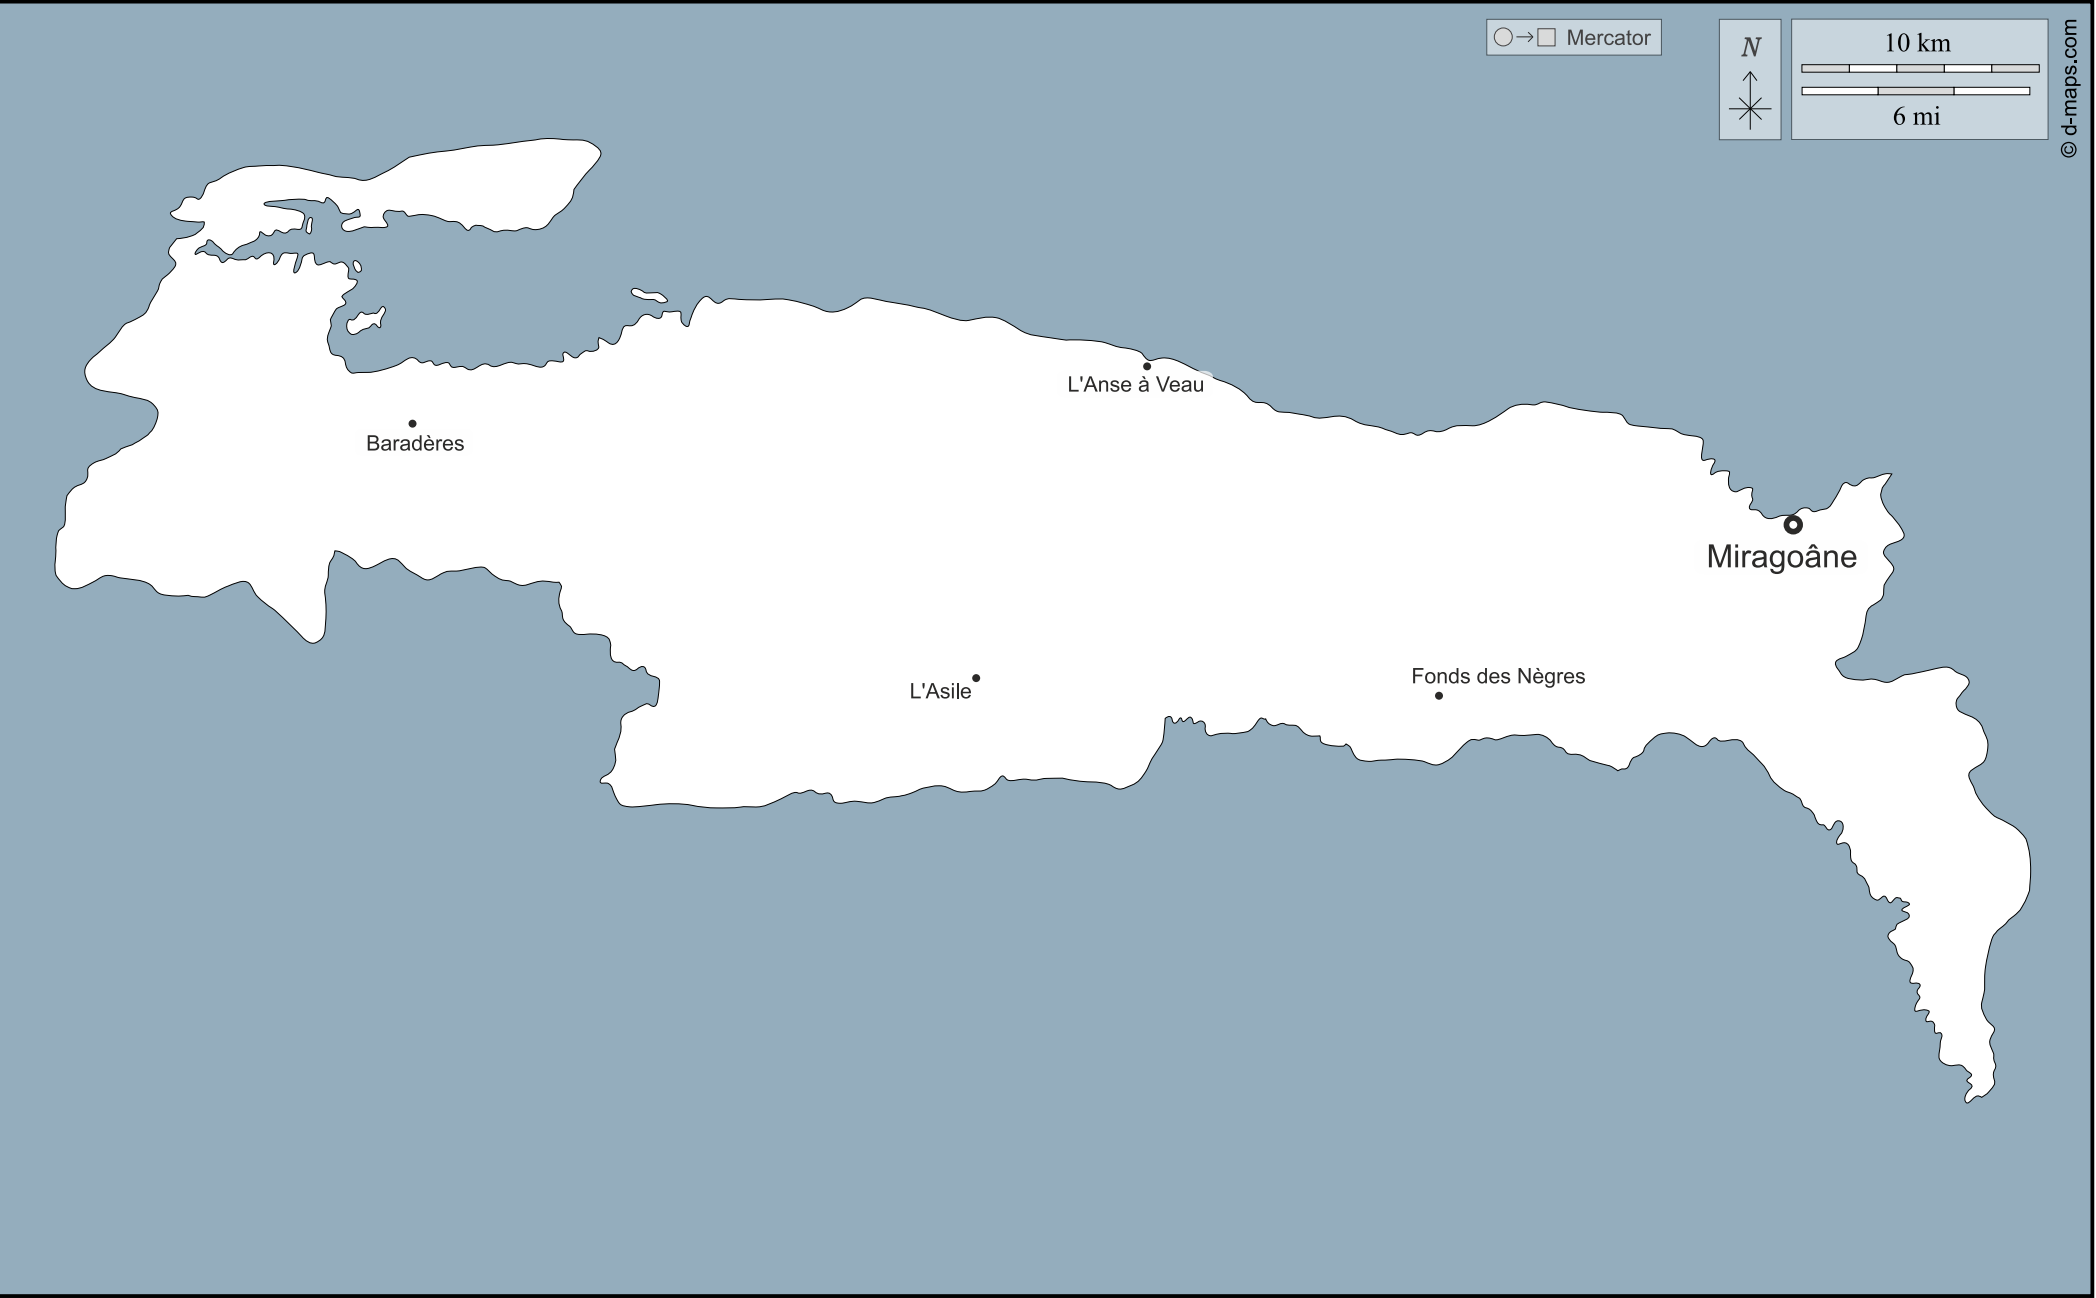 Mercator
N
10 km
6 mi
© d-maps.com
L'Anse à Veau
Baradères
Miragoâne
Fonds des Nègres
L'Asile